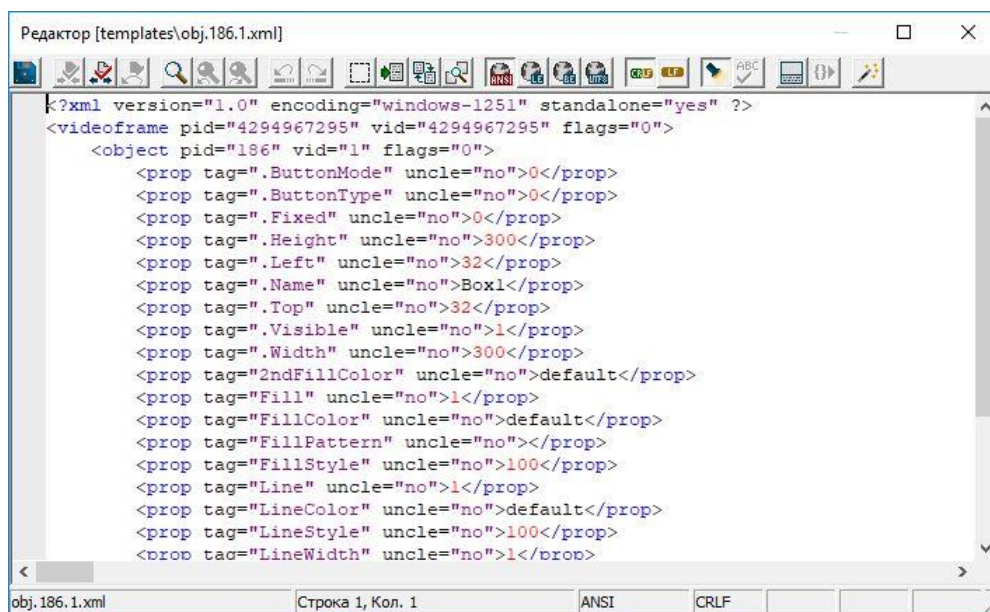 Редактор [templates\obj.186.1.xml]
ANSI LE BE UTF8 CRLF LF ABC
<?xml version="1.0" encoding="windows-1251" standalone="yes" ?>
<videoframe pid="4294967295" vid="4294967295" flags="0">
<object pid="186" vid="1" flags="0">
<prop tag=".ButtonMode" uncle="no">0</prop>
<prop tag=".ButtonType" uncle="no">0</prop>
<prop tag=".Fixed" uncle="no">0</prop>
<prop tag=".Height" uncle="no">300</prop>
<prop tag=".Left" uncle="no">32</prop>
<prop tag=".Name" uncle="no">Box1</prop>
<prop tag=".Top" uncle="no">32</prop>
<prop tag=".Visible" uncle="no">1</prop>
<prop tag=".Width" uncle="no">300</prop>
<prop tag="2ndFillColor" uncle="no">default</prop>
<prop tag="Fill" uncle="no">1</prop>
<prop tag="FillColor" uncle="no">default</prop>
<prop tag="FillPattern" uncle="no"></prop>
<prop tag="FillStyle" uncle="no">100</prop>
<prop tag="Line" uncle="no">1</prop>
<prop tag="LineColor" uncle="no">default</prop>
<prop tag="LineStyle" uncle="no">100</prop>
<prop tag="LineWidth" uncle="no">1</prop>
obj.186.1.xml Строка 1, Кол. 1 ANSI CRLF